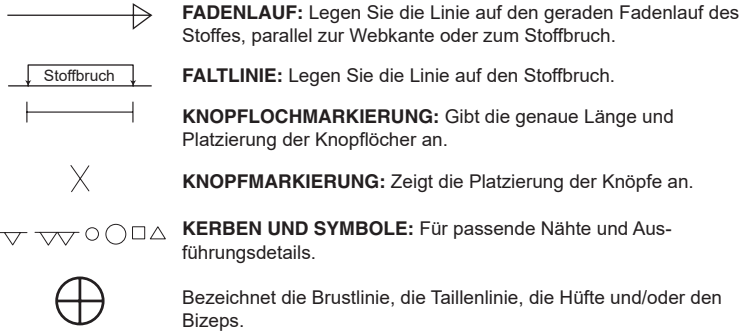 FADENLAUF: Legen Sie die Linie auf den geraden Fadenlauf des
Stoffes, parallel zur Webkante oder zum Stoffbruch.
Stoffbruch
FALTLINIE: Legen Sie die Linie auf den Stoffbruch.
KNOPFLOCHMARKIERUNG: Gibt die genaue Länge und
Platzierung der Knopflöcher an.
KNOPFMARKIERUNG: Zeigt die Platzierung der Knöpfe an.
KERBEN UND SYMBOLE: Für passende Nähte und Aus-
führungsdetails.
Bezeichnet die Brustlinie, die Taillenlinie, die Hüfte und/oder den
Bizeps.